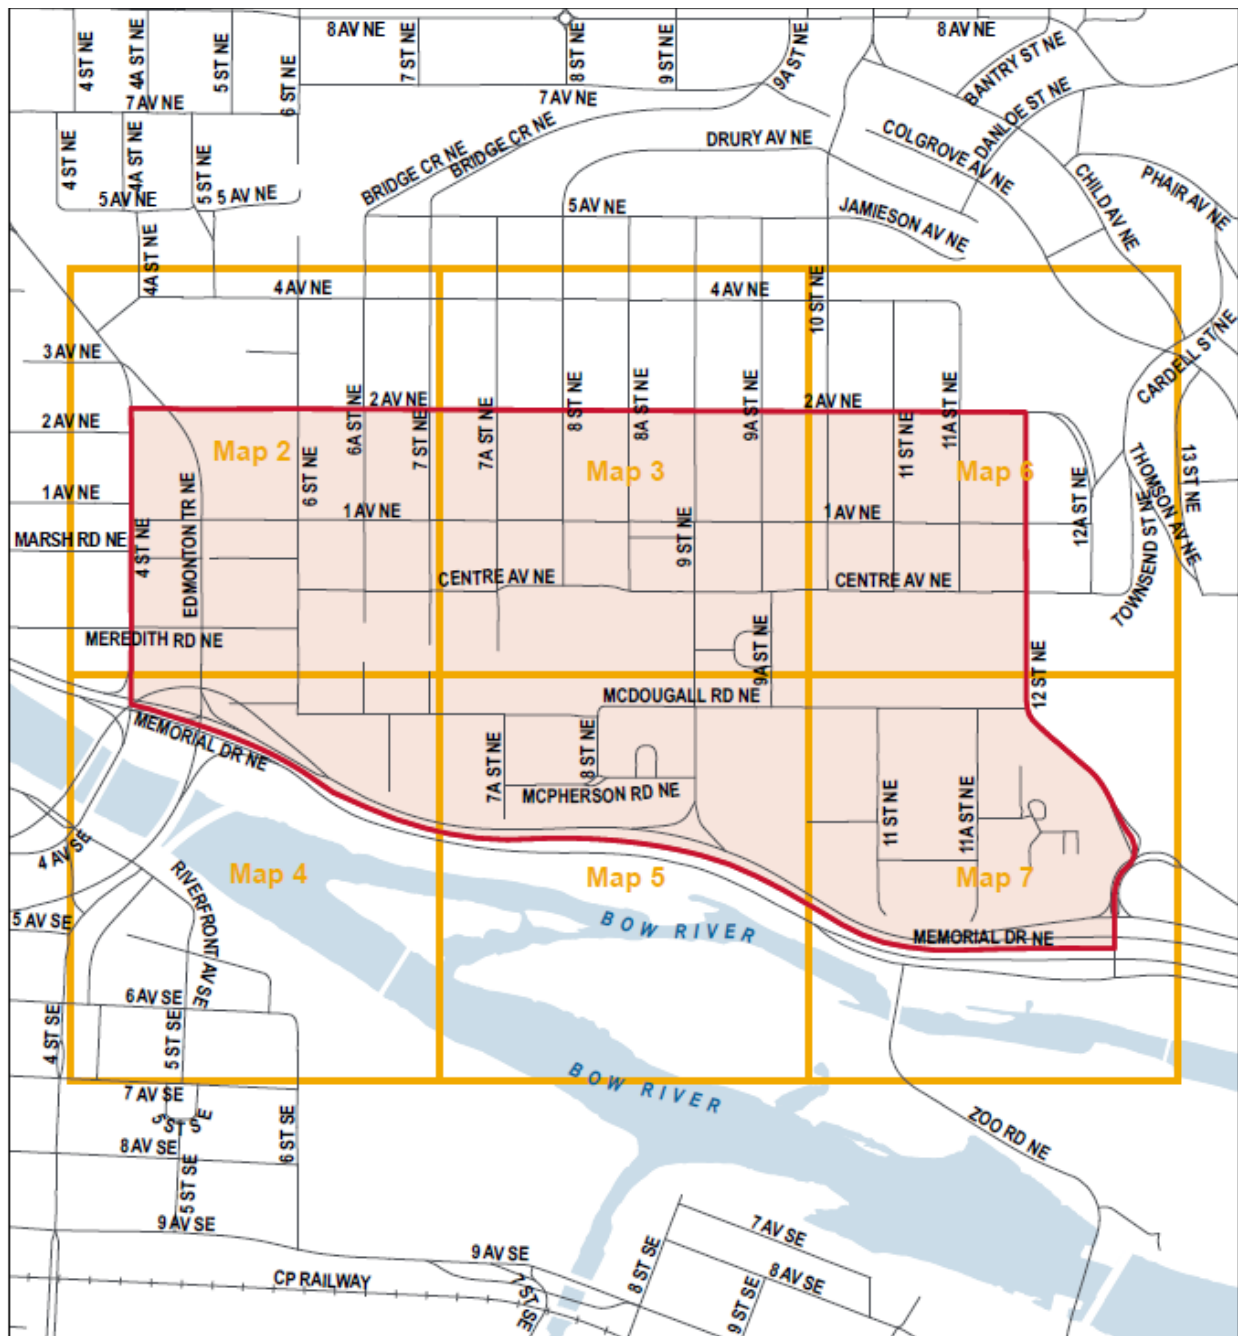 8 AV NE
8 AV NE
4 ST NE
4A ST NE
5 ST NE
6 ST NE
7 ST NE
8 ST NE
9 ST NE
9A ST NE
BANTRY ST NE
7 AV NE
7 AV NE
DANLOE ST NE
COLGROVE AV NE
DRURY AV NE
BRIDGE CR NE
BRIDGE CR NE
4 ST NE
4A ST NE
5 ST NE
5 AV NE
5 AV NE
5 AV NE
CHILD AV NE
PHAIR AV NE
JAMIESON AV NE
4A ST NE
4 AV NE
4 AV NE
10 ST NE
3 AV NE
CARDELL ST NE
2 AV NE
2 AV NE
2 AV NE
6A ST NE
7 ST NE
7A ST NE
8 ST NE
8A ST NE
9A ST NE
11 ST NE
11A ST NE
Map 2
Map 3
Map 6
6 ST NE
12A ST NE
TOWNSEND ST NE
THOMSON AV NE
13 ST NE
1 AV NE
1 AV NE
1 AV NE
MARSH RD NE
4 ST NE
EDMONTON TR NE
9 ST NE
CENTRE AV NE
CENTRE AV NE
MEREDITH RD NE
9A ST NE
12 ST NE
MCDOUGALL RD NE
MEMORIAL DR NE
7A ST NE
8 ST NE
MCPHERSON RD NE
11 ST NE
11A ST NE
4 AV SE
RIVERFRONT AV SE
Map 4
Map 5
Map 7
5 AV SE
BOW RIVER
MEMORIAL DR NE
6 AV SE
4 ST SE
5 ST SE
BOW RIVER
7 AV SE
5 ST SE
ZOO RD NE
8 AV SE
6 ST SE
5 ST SE
9 AV SE
9 AV SE
7 AV SE
CP RAILWAY
7 ST SE
8 ST SE
8 AV SE
9 ST SE